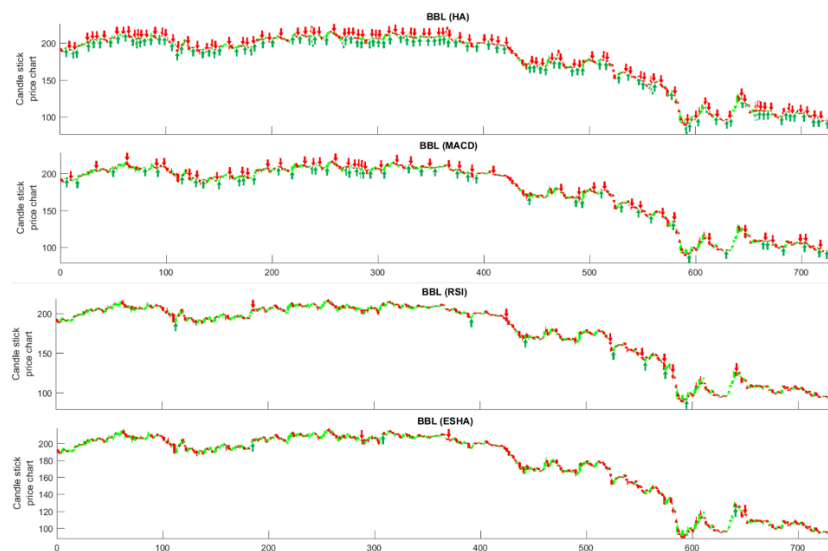 BBL (HA)
Candle stick
price chart
200
150
100
BBL (MACD)
Candle stick
price chart
200
150
100
0 100 200 300 400 500 600 700
BBL (RSI)
Candle stick
price chart
200
150
100
BBL (ESHA)
Candle stick
price chart
200
180
160
140
120
100
0 100 200 300 400 500 600 700